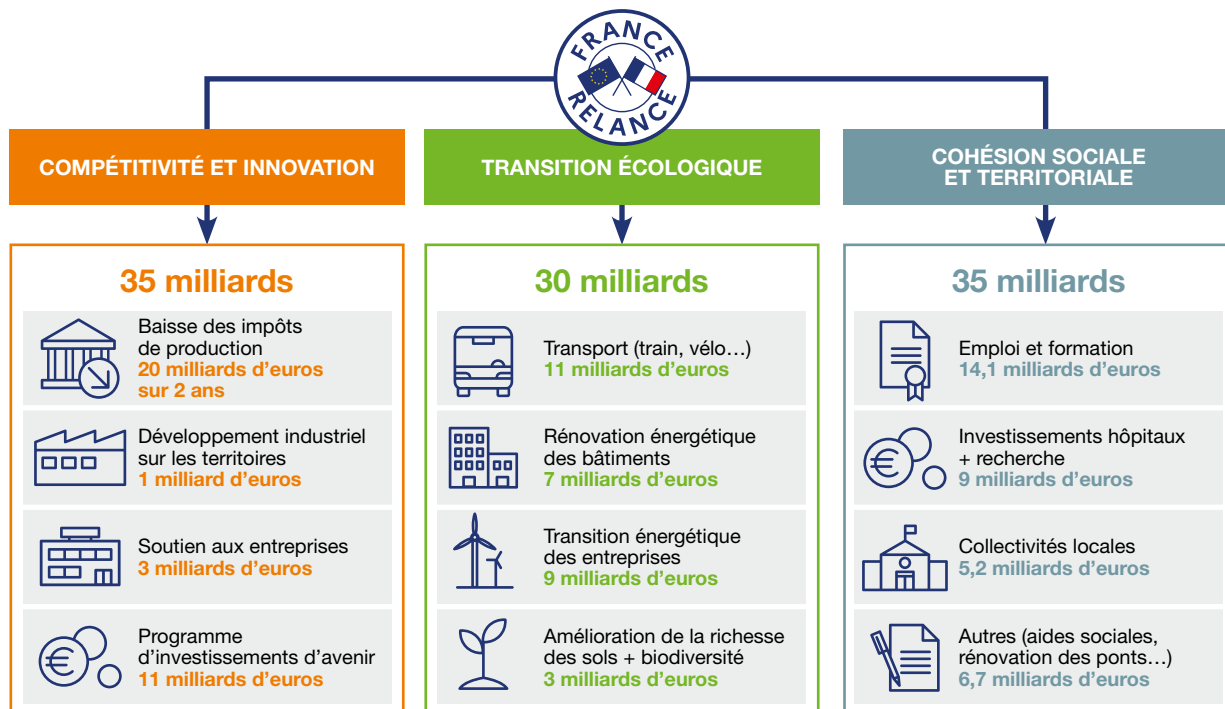 FRANCE
RELANCE
COMPÉTITIVITÉ ET INNOVATION
35 milliards
Baisse des impôts
de production
20 milliards d’euros
sur 2 ans
Développement industriel
sur les territoires
1 milliard d’euros
Soutien aux entreprises
3 milliards d’euros
Programme
d’investissements d’avenir
11 milliards d’euros
TRANSITION ÉCOLOGIQUE
30 milliards
Transport (train, vélo…)
11 milliards d’euros
Rénovation énergétique
des bâtiments
7 milliards d’euros
Transition énergétique
des entreprises
9 milliards d’euros
Amélioration de la richesse
des sols + biodiversité
3 milliards d’euros
COHÉSION SOCIALE
ET TERRITORIALE
35 milliards
Emploi et formation
14,1 milliards d’euros
Investissements hôpitaux
+ recherche
9 milliards d’euros
Collectivités locales
5,2 milliards d’euros
Autres (aides sociales,
rénovation des ponts…)
6,7 milliards d’euros